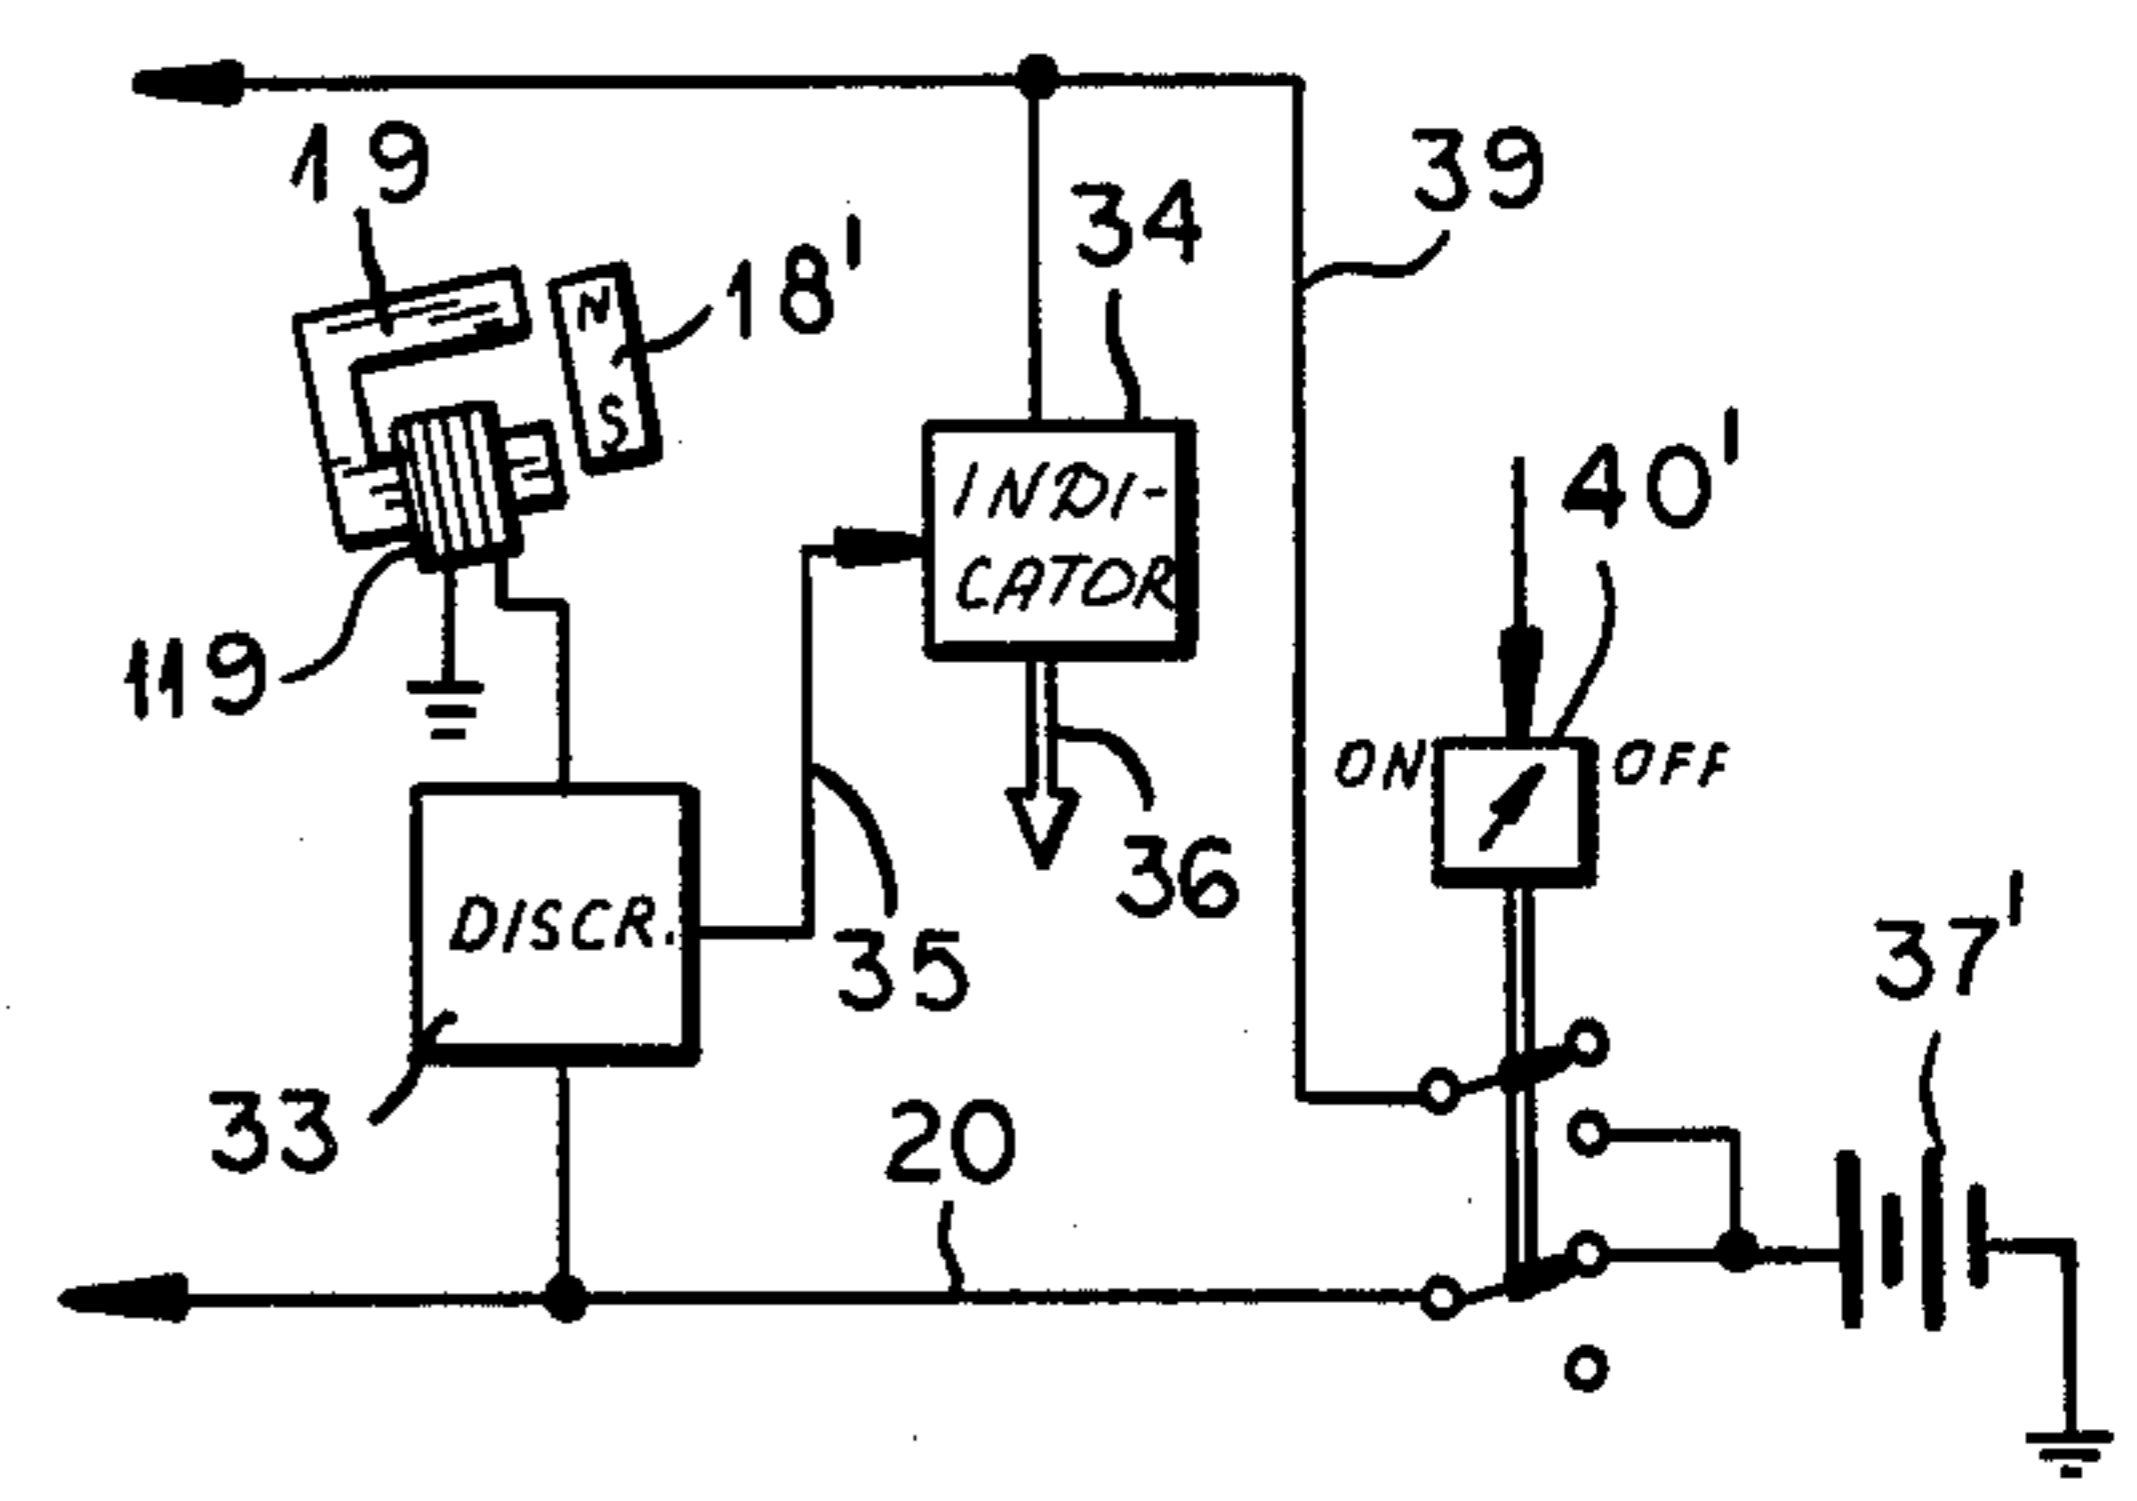 19
39
34
18'
N
S
INDI-
CATOR
40'
119
ON
OFF
36
DISCR.
35
37'
33
20